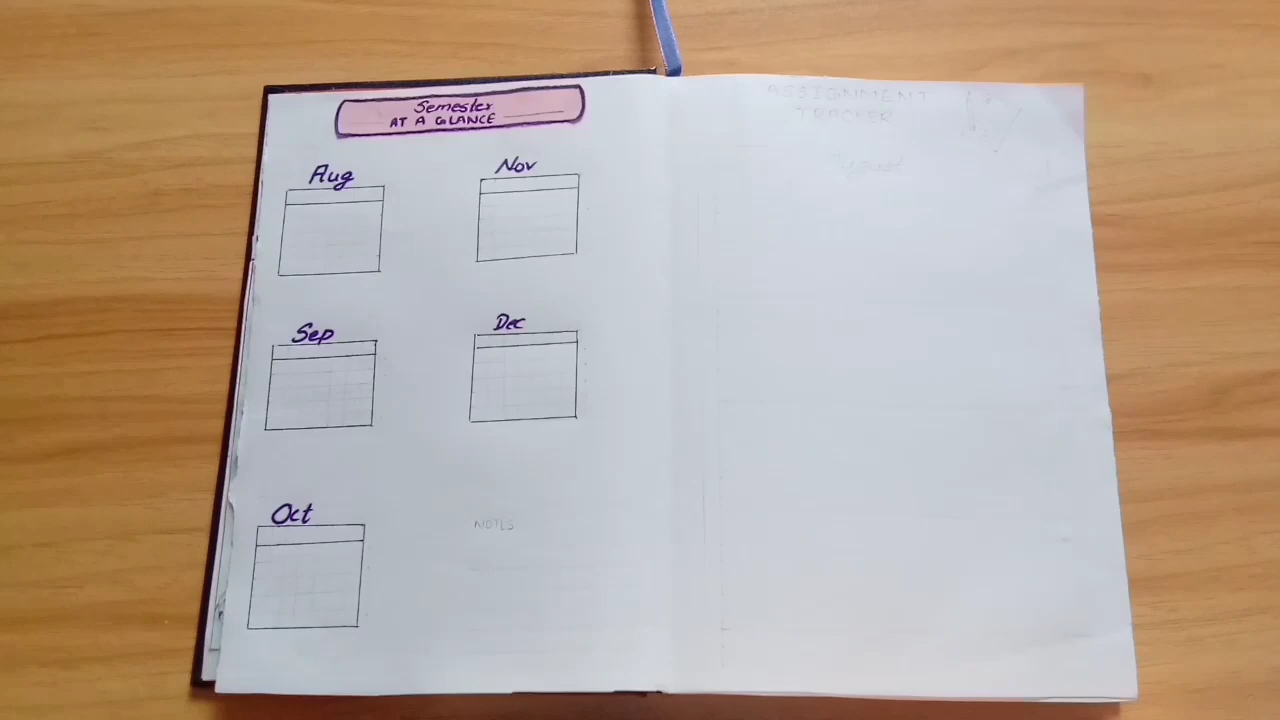 Semester
AT A GLANCE
Aug
Nov
Sep
Dec
Oct
NOTES
ASSIGNMENT
TRACKER